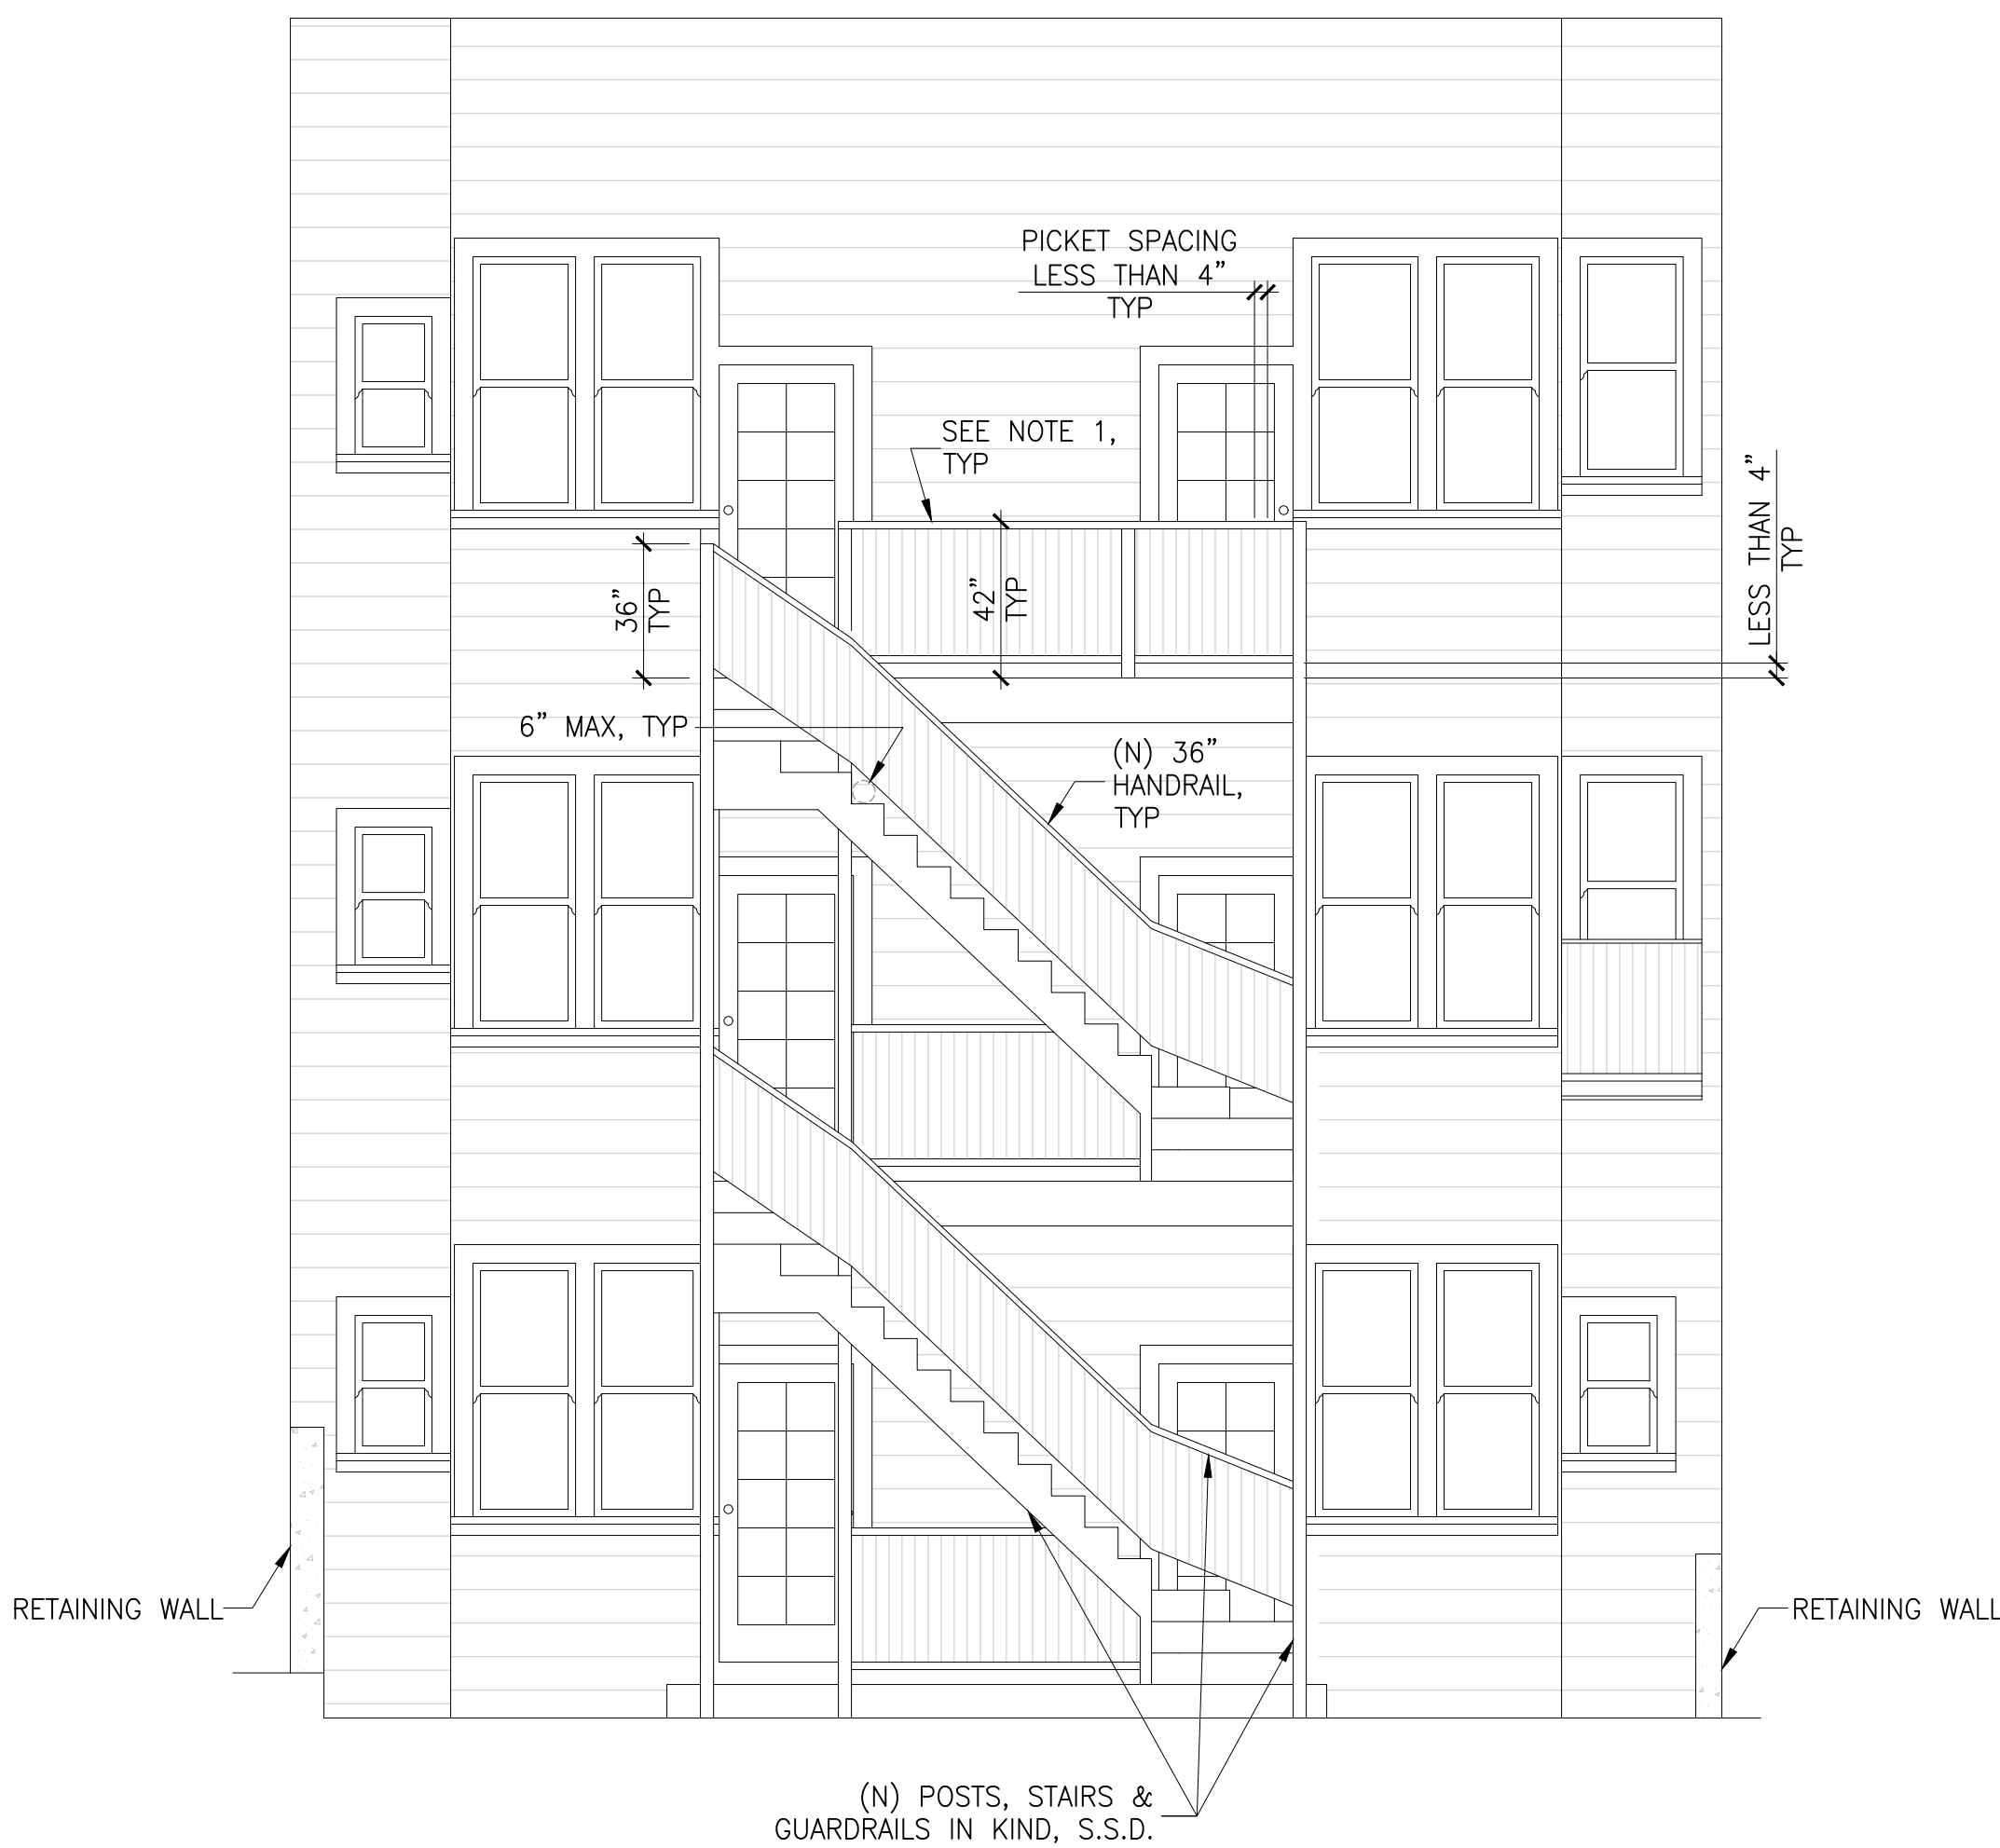 PICKET SPACING
LESS THAN 4”
TYP
SEE NOTE 1,
TYP
LESS THAN 4”
TYP
36”
TYP
42”
TYP
6” MAX, TYP
(N) 36”
HANDRAIL,
TYP
RETAINING WALL
RETAINING WALL
(N) POSTS, STAIRS &
GUARDRAILS IN KIND, S.S.D.